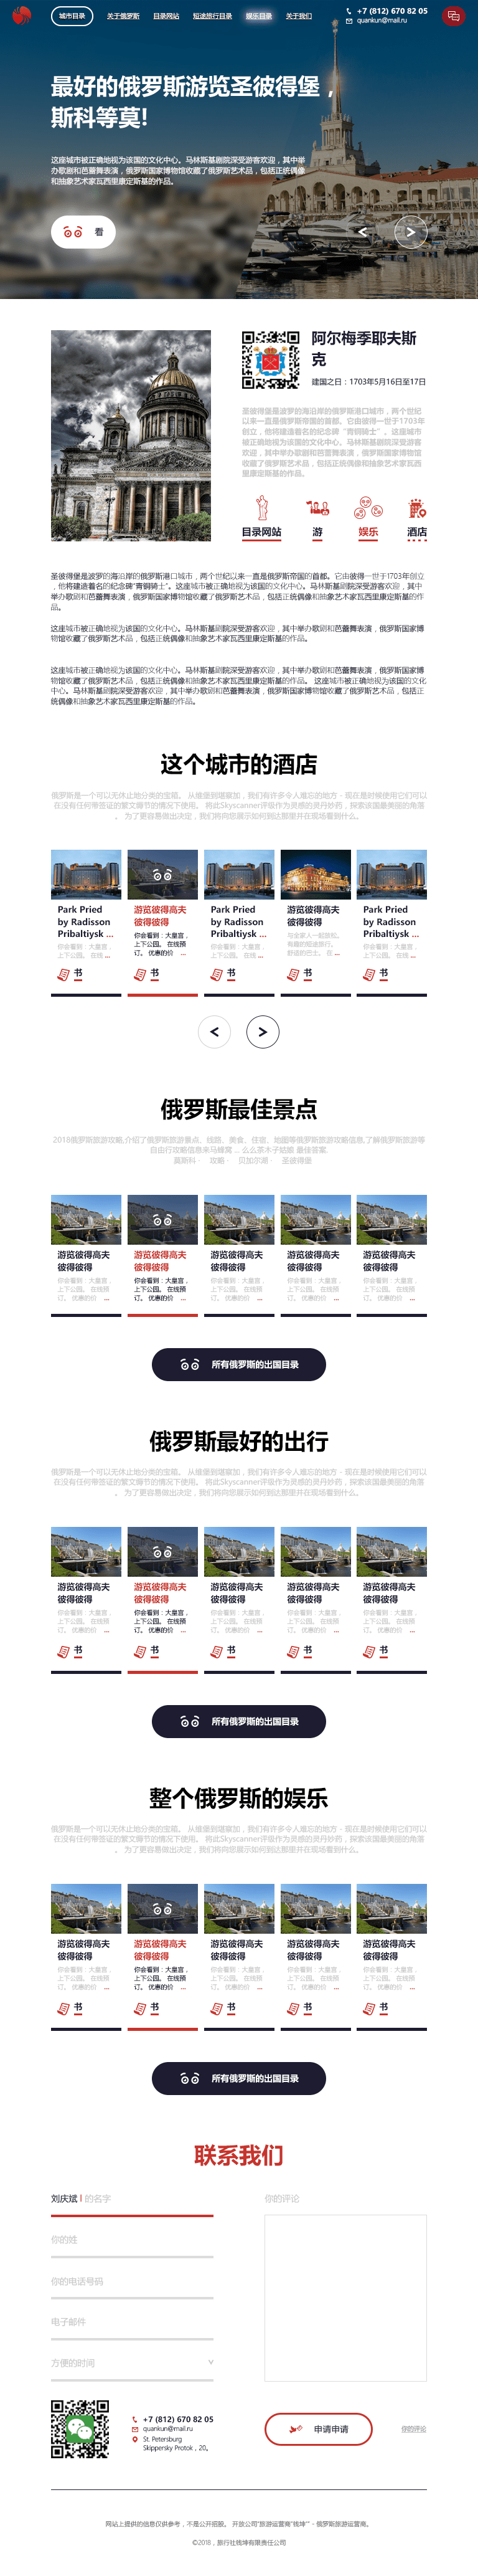 城市目录
关于俄罗斯
目录网站
短途旅行目录
娱乐目录
关于我们
+7 (812) 670 82 05
quankun@mail.ru
最好的俄罗斯游览圣彼得堡，
斯科等莫!
这座城市被正确地视为该国的文化中心。马林斯基剧院深受游客欢迎，其中举
办歌剧和芭蕾舞表演，俄罗斯国家博物馆收藏了俄罗斯艺术品，包括正统偶像
和抽象艺术家瓦西里康定斯基的作品。
看
阿尔梅季耶夫斯
克
建国之日：1703年5月16日至17日
圣彼得堡是波罗的海沿岸的俄罗斯港口城市，两个世纪
以来一直是俄罗斯帝国的首都。它由彼得一世于1703年
创立，他将建造着名的纪念碑“青铜骑士”。这座城市
被正确地视为该国的文化中心。马林斯基剧院深受游客
欢迎，其中举办歌剧和芭蕾舞表演，俄罗斯国家博物馆
收藏了俄罗斯艺术品，包括正统偶像和抽象艺术家瓦西
里康定斯基的作品。
目录网站
游
娱乐
酒店
圣彼得堡是波罗的海沿岸的俄罗斯港口城市，两个世纪以来一直是俄罗斯帝国的首都。它由彼得一世于1703年创立
，他将建造着名的纪念碑“青铜骑士”。这座城市被正确地视为该国的文化中心。马林斯基剧院深受游客欢迎，其中
举办歌剧和芭蕾舞表演，俄罗斯国家博物馆收藏了俄罗斯艺术品，包括正统偶像和抽象艺术家瓦西里康定斯基的作
品。
这座城市被正确地视为该国的文化中心。马林斯基剧院深受游客欢迎，其中举办歌剧和芭蕾舞表演，俄罗斯国家博
物馆收藏了俄罗斯艺术品，包括正统偶像和抽象艺术家瓦西里康定斯基的作品。
这座城市被正确地视为该国的文化中心。马林斯基剧院深受游客欢迎，其中举办歌剧和芭蕾舞表演，俄罗斯国家博
物馆收藏了俄罗斯艺术品，包括正统偶像和抽象艺术家瓦西里康定斯基的作品。 这座城市被正确地视为该国的文化
中心。马林斯基剧院深受游客欢迎，其中举办歌剧和芭蕾舞表演，俄罗斯国家博物馆收藏了俄罗斯艺术品，包括正
统偶像和抽象艺术家瓦西里康定斯基的作品。
这个城市的酒店
俄罗斯是一个可以无休止地分类的宝箱。 从维堡到堪察加，我们有许多令人难忘的地方 - 现在是时候使用它们可以
在没有任何带签证的繁文缛节的情况下使用。 将此Skyscanner评级作为灵感的灵丹妙药，探索该国最美丽的角落
。 为了更容易做出决定，我们将向您展示如何到达那里并在现场看到什么。
Park Pried
by Radisson
Pribaltiysk ...
你会看到：大皇宫，
上下公园。 在线 ...
书
游览彼得高夫
彼得彼得
你会看到：大皇宫，
上下公园。 在线预
订。 优惠的价 ...
书
Park Pried
by Radisson
Pribaltiysk ...
你会看到：大皇宫，
上下公园。 在线 ...
书
游览彼得高夫
彼得彼得
与全家人一起放松。
有趣的短途旅行。
舒适的巴士。 在 ...
书
Park Pried
by Radisson
Pribaltiysk ...
你会看到：大皇宫，
上下公园。 在线 ...
书
俄罗斯最佳景点
2018俄罗斯旅游攻略,介绍了俄罗斯旅游景点、线路、美食、住宿、地图等俄罗斯旅游攻略信息,了解俄罗斯旅游等
自由行攻略信息来马蜂窝 ... 么么茶木子姑娘 最佳答案.
莫斯科 · 攻略 · 贝加尔湖 · 圣彼得堡
游览彼得高夫
彼得彼得
你会看到：大皇宫，
上下公园。 在线预
订。 优惠的价 ...
游览彼得高夫
彼得彼得
你会看到：大皇宫，
上下公园。 在线预
订。 优惠的价 ...
游览彼得高夫
彼得彼得
你会看到：大皇宫，
上下公园。 在线预
订。 优惠的价 ...
游览彼得高夫
彼得彼得
你会看到：大皇宫，
上下公园。 在线预
订。 优惠的价 ...
游览彼得高夫
彼得彼得
你会看到：大皇宫，
上下公园。 在线预
订。 优惠的价 ...
所有俄罗斯的出国目录
俄罗斯最好的出行
俄罗斯是一个可以无休止地分类的宝箱。 从维堡到堪察加，我们有许多令人难忘的地方 - 现在是时候使用它们可以
在没有任何带签证的繁文缛节的情况下使用。 将此Skyscanner评级作为灵感的灵丹妙药，探索该国最美丽的角落
。 为了更容易做出决定，我们将向您展示如何到达那里并在现场看到什么。
游览彼得高夫
彼得彼得
你会看到：大皇宫，
上下公园。 在线预
订。 优惠的价 ...
书
游览彼得高夫
彼得彼得
你会看到：大皇宫，
上下公园。 在线预
订。 优惠的价 ...
书
游览彼得高夫
彼得彼得
你会看到：大皇宫，
上下公园。 在线预
订。 优惠的价 ...
书
游览彼得高夫
彼得彼得
你会看到：大皇宫，
上下公园。 在线预
订。 优惠的价 ...
书
游览彼得高夫
彼得彼得
你会看到：大皇宫，
上下公园。 在线预
订。 优惠的价 ...
书
所有俄罗斯的出国目录
整个俄罗斯的娱乐
俄罗斯是一个可以无休止地分类的宝箱。 从维堡到堪察加，我们有许多令人难忘的地方 - 现在是时候使用它们可以
在没有任何带签证的繁文缛节的情况下使用。 将此Skyscanner评级作为灵感的灵丹妙药，探索该国最美丽的角落
。 为了更容易做出决定，我们将向您展示如何到达那里并在现场看到什么。
游览彼得高夫
彼得彼得
你会看到：大皇宫，
上下公园。 在线预
订。 优惠的价 ...
书
游览彼得高夫
彼得彼得
你会看到：大皇宫，
上下公园。 在线预
订。 优惠的价 ...
书
游览彼得高夫
彼得彼得
你会看到：大皇宫，
上下公园。 在线预
订。 优惠的价 ...
书
游览彼得高夫
彼得彼得
你会看到：大皇宫，
上下公园。 在线预
订。 优惠的价 ...
书
游览彼得高夫
彼得彼得
你会看到：大皇宫，
上下公园。 在线预
订。 优惠的价 ...
书
所有俄罗斯的出国目录
联系我们
刘庆斌 | 的名字
你的姓
你的电话号码
电子邮件
方便的时间
你的评论
+7 (812) 670 82 05
quankun@mail.ru
St. Petersburg
Skippersky Protok，20。
申请申请
你的评论
网站上提供的信息仅供参考，不是公开招股。 开放公司“旅游运营商“钱坤”” - 俄罗斯旅游运营商。
©2018，旅行社钱坤有限责任公司